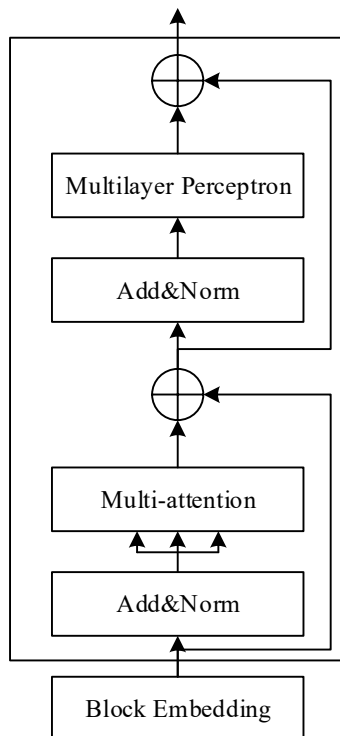 Multilayer Perceptron
Add&Norm
Multi-attention
Add&Norm
Block Embedding